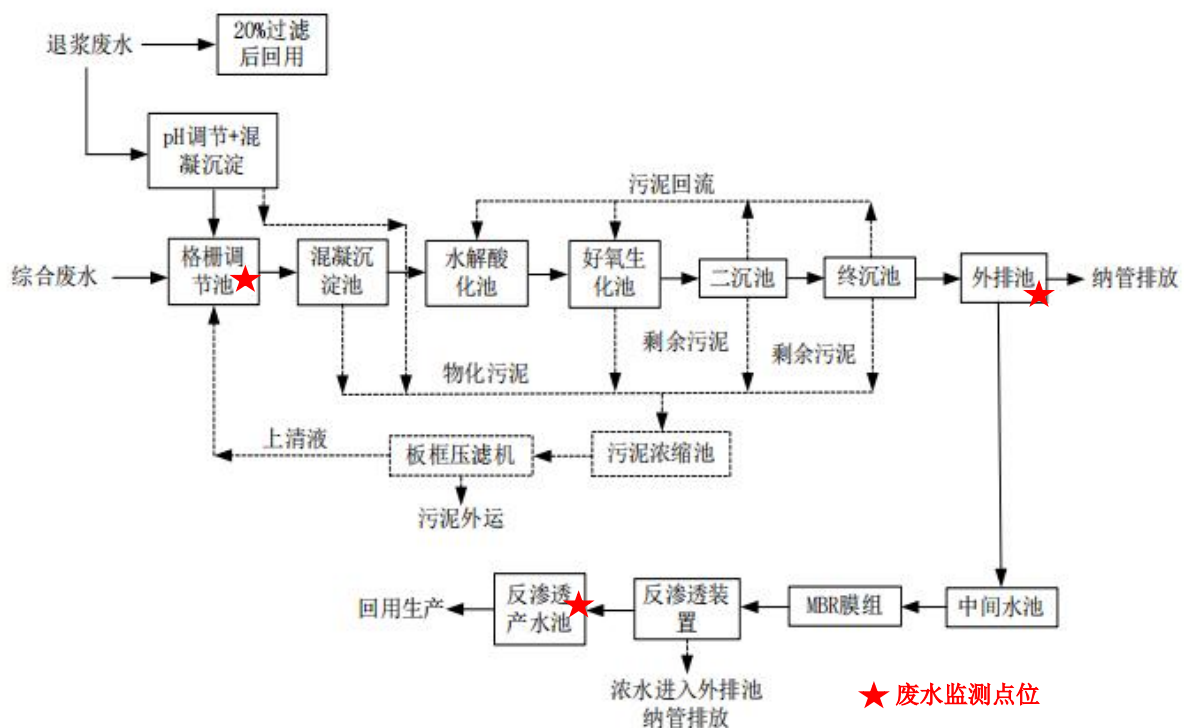 退浆废水
20%过滤
后回用
pH调节+混
凝沉淀
污泥回流
综合废水
格栅调
节池
混凝沉
淀池
水解酸
化池
好氧生
化池
二沉池
终沉池
外排池
纳管排放
剩余污泥
剩余污泥
物化污泥
上清液
板框压滤机
污泥浓缩池
污泥外运
回用生产
反渗透
产水池
反渗透装
置
MBR膜组
中间水池
浓水进入外排池
纳管排放
废水监测点位